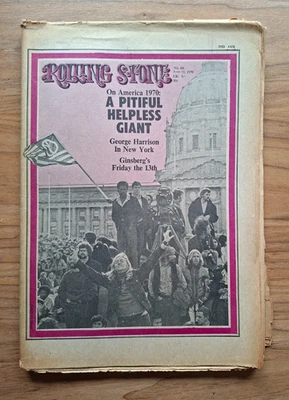 ROLLING STONE
On America 1970:
A PITIFUL
HELPLESS
GIANT
George Harrison
In New York
Ginsberg's
Friday the 13th